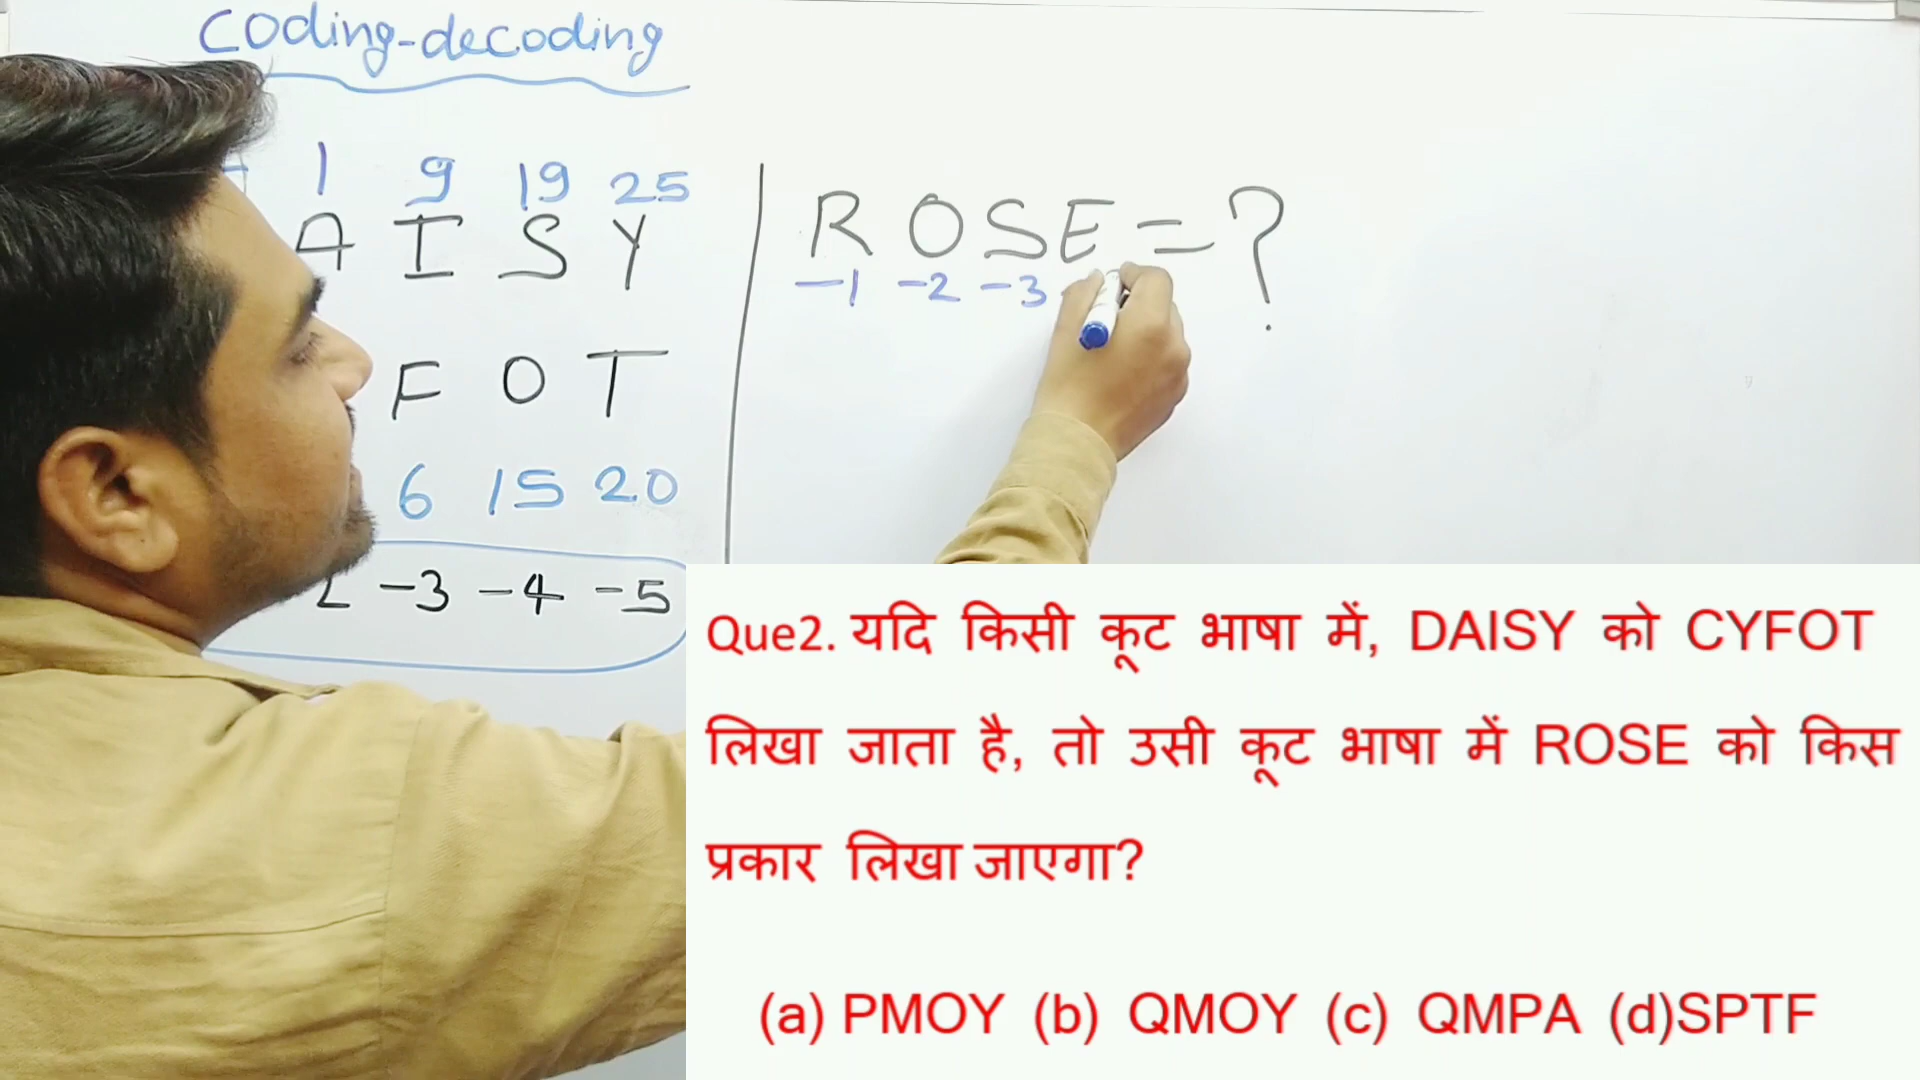 Coding-decoding
1 9 19 25
A I S Y
F O T
6 15 20
-3 -4 -5
R O S E = ?
-1 -2 -3
Que2. यदि किसी कूट भाषा में, DAISY को CYFOT
लिखा जाता है, तो उसी कूट भाषा में ROSE को किस
प्रकार लिखा जाएगा?
(a) PMOY (b) QMOY (c) QMPA (d)SPTF